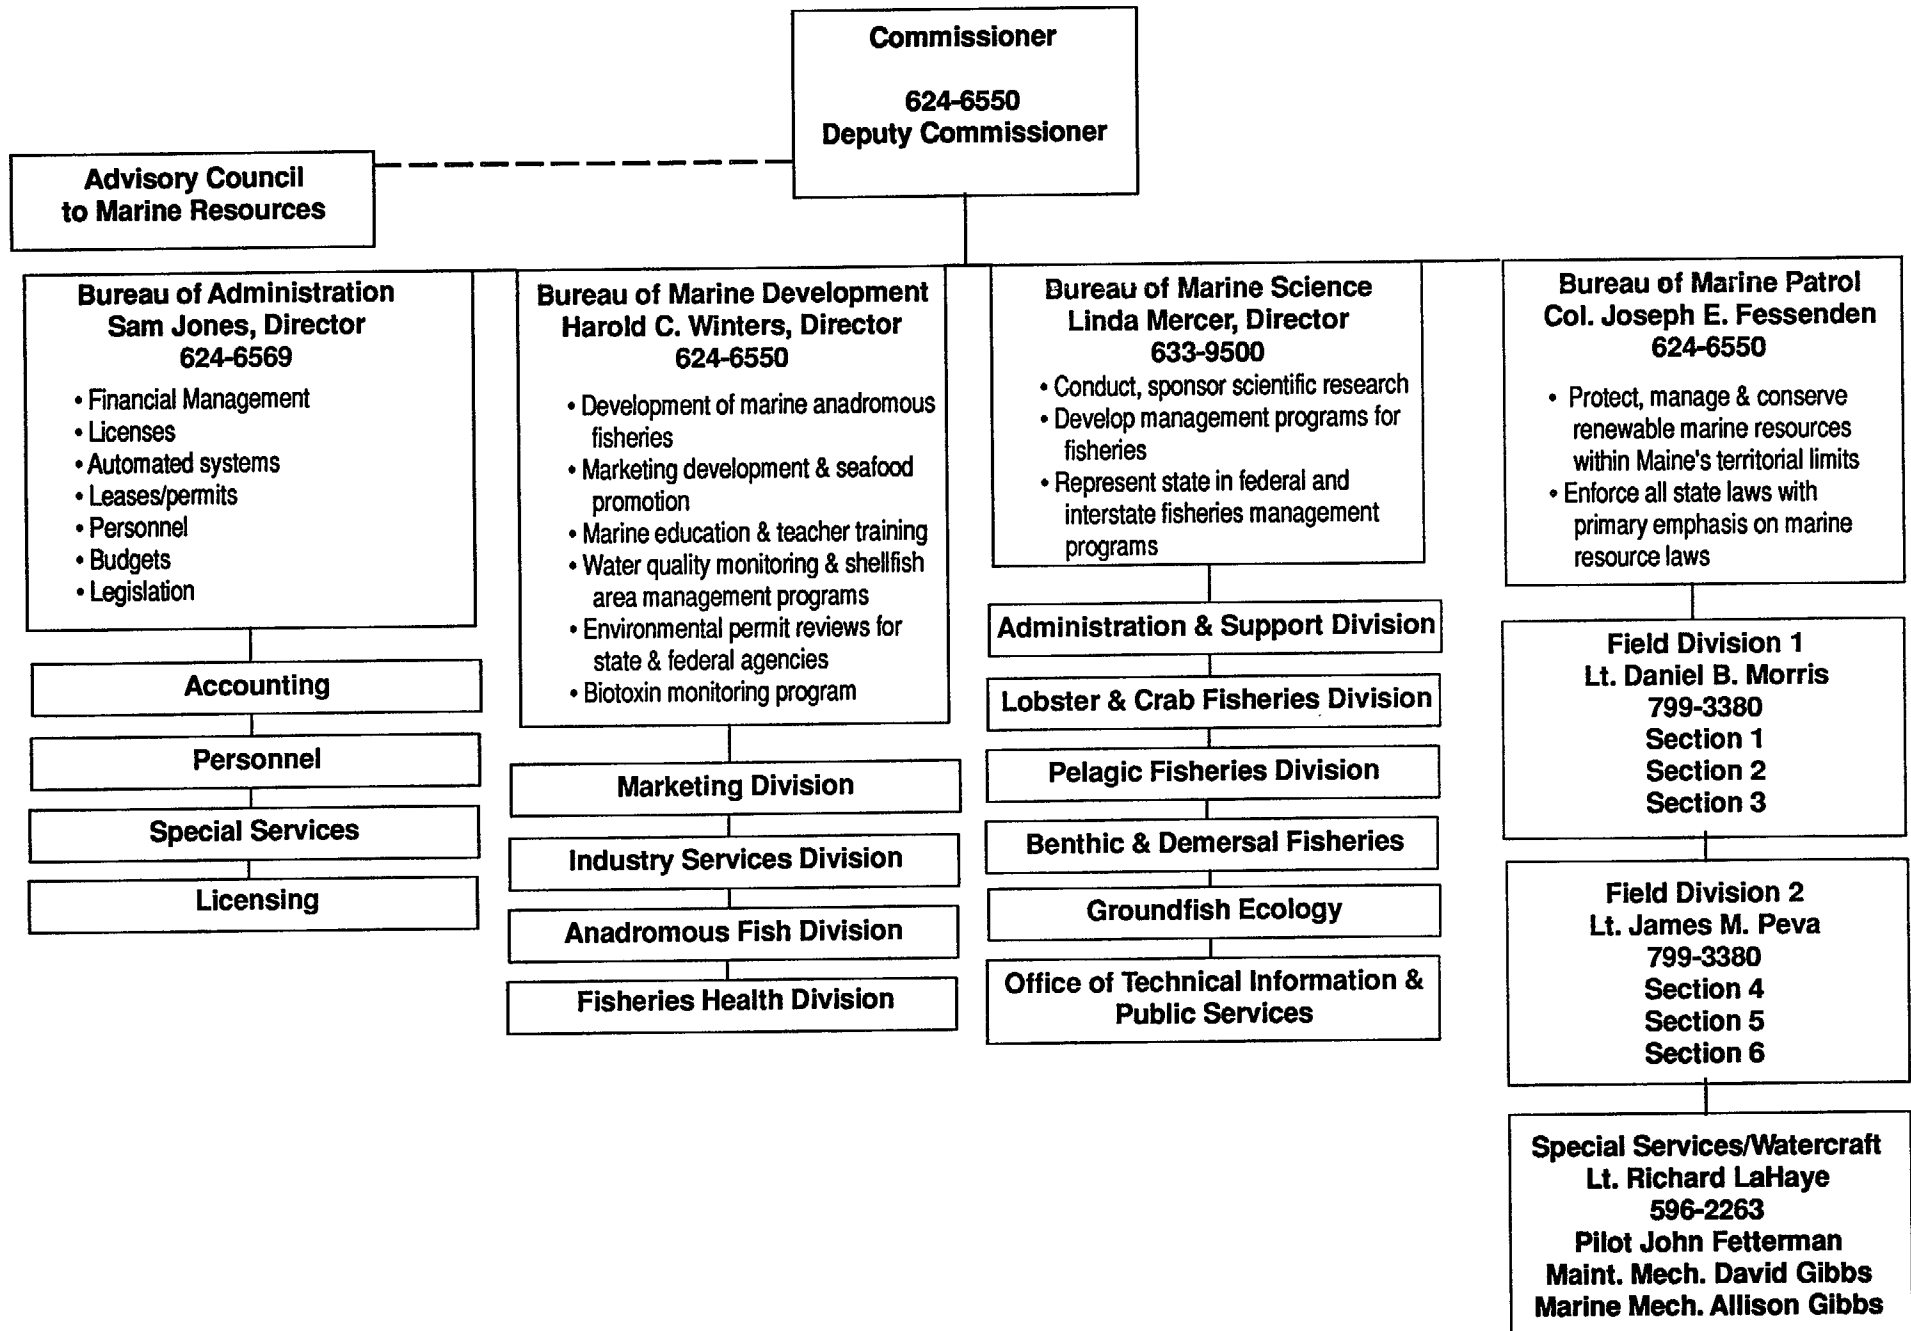 Commissioner
624-6550
Deputy Commissioner
Advisory Council
to Marine Resources
Bureau of Administration
Sam Jones, Director
624-6569
• Financial Management
• Licenses
• Automated systems
• Leases/permits
• Personnel
• Budgets
• Legislation
Accounting
Personnel
Special Services
Licensing
Bureau of Marine Development
Harold C. Winters, Director
624-6550
• Development of marine anadromous
fisheries
• Marketing development & seafood
promotion
• Marine education & teacher training
• Water quality monitoring & shellfish
area management programs
• Environmental permit reviews for
state & federal agencies
• Biotoxin monitoring program
Marketing Division
Industry Services Division
Anadromous Fish Division
Fisheries Health Division
Bureau of Marine Science
Linda Mercer, Director
633-9500
• Conduct, sponsor scientific research
• Develop management programs for
fisheries
• Represent state in federal and
interstate fisheries management
programs
Administration & Support Division
Lobster & Crab Fisheries Division
Pelagic Fisheries Division
Benthic & Demersal Fisheries
Groundfish Ecology
Office of Technical Information &
Public Services
Bureau of Marine Patrol
Col. Joseph E. Fessenden
624-6550
• Protect, manage & conserve
renewable marine resources
within Maine's territorial limits
• Enforce all state laws with
primary emphasis on marine
resource laws
Field Division 1
Lt. Daniel B. Morris
799-3380
Section 1
Section 2
Section 3
Field Division 2
Lt. James M. Peva
799-3380
Section 4
Section 5
Section 6
Special Services/Watercraft
Lt. Richard LaHaye
596-2263
Pilot John Fetterman
Maint. Mech. David Gibbs
Marine Mech. Allison Gibbs